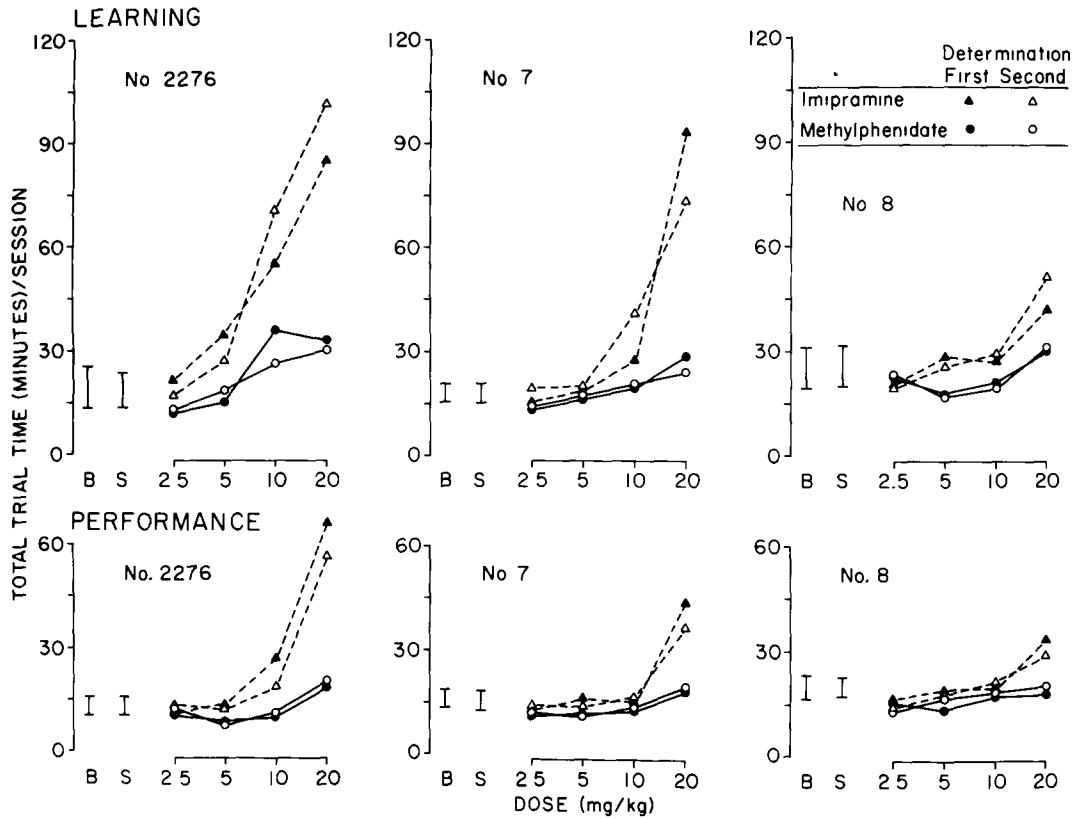 LEARNING
TOTAL TRIAL TIME (MINUTES)/SESSION
120
90
60
30
0
No 2276
B S 2 5 5 10 20
120
90
60
30
0
No 7
B S 2 5 5 10 20
120
90
60
30
0
No 8
Determination
First Second
Imipramine
Methylphenidate
B S 2.5 5 10 20
PERFORMANCE
60
30
0
No. 2276
B S 2 5 5 10 20
60
30
0
No 7
B S 2 5 5 10 20
60
30
0
No. 8
B S 2 5 5 10 20
DOSE (mg/kg)